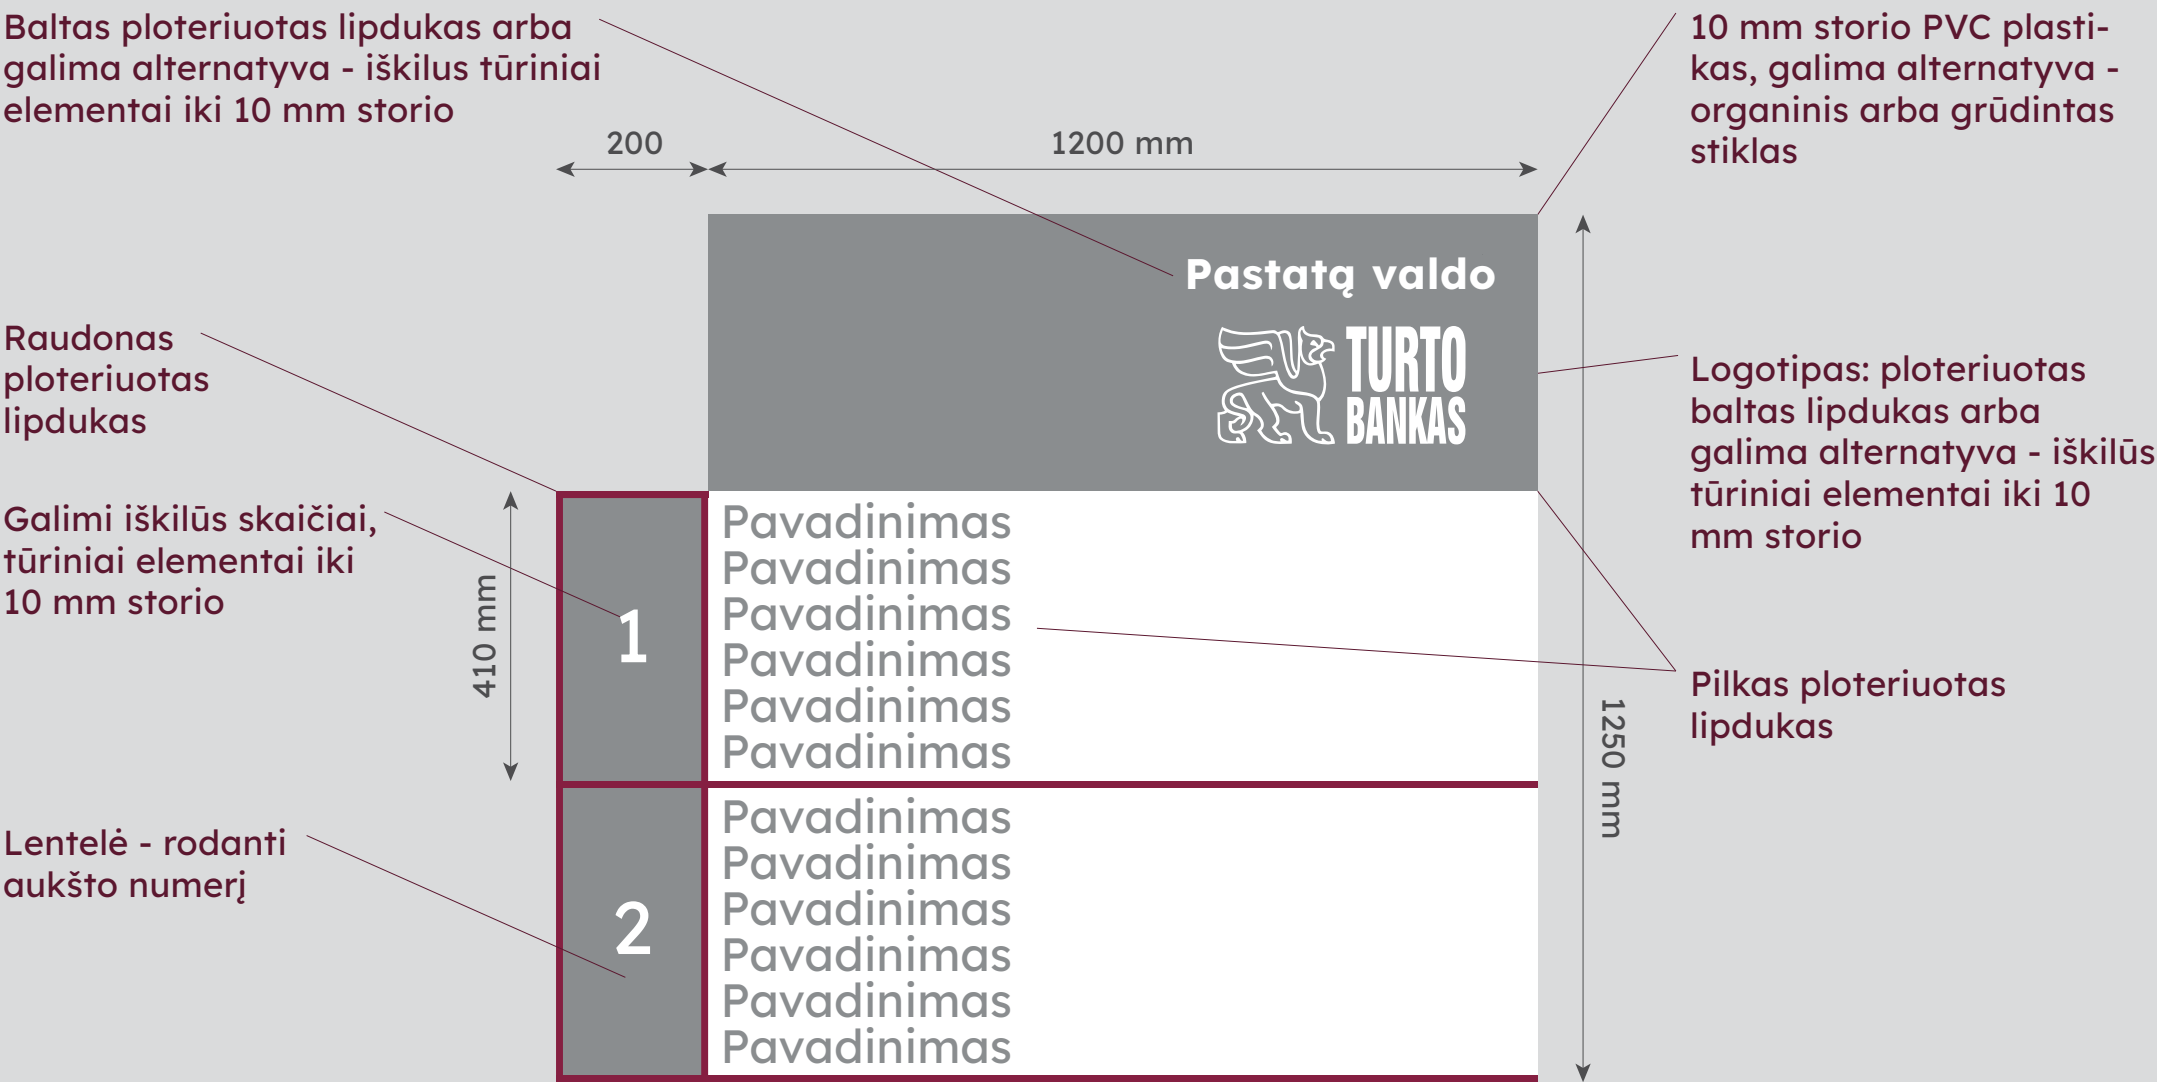 Baltas ploteriuotas lipdukas arba
galima alternatyva - iškilus tūriniai
elementai iki 10 mm storio
10 mm storio PVC plasti-
kas, galima alternatyva -
organinis arba grūdintas
stiklas
200
1200 mm
Pastatą valdo
TURTO
BANKAS
Raudonas
ploteriuotas
lipdukas
Logotipas: ploteriuotas
baltas lipdukas arba
galima alternatyva - iškilūs
tūriniai elementai iki 10
mm storio
Galimi iškilūs skaičiai,
tūriniai elementai iki
10 mm storio
410 mm
1
Pavadinimas
Pavadinimas
Pavadinimas
Pavadinimas
Pavadinimas
Pavadinimas
Pilkas ploteriuotas
lipdukas
1250 mm
Lentelė - rodanti
aukšto numerį
2
Pavadinimas
Pavadinimas
Pavadinimas
Pavadinimas
Pavadinimas
Pavadinimas